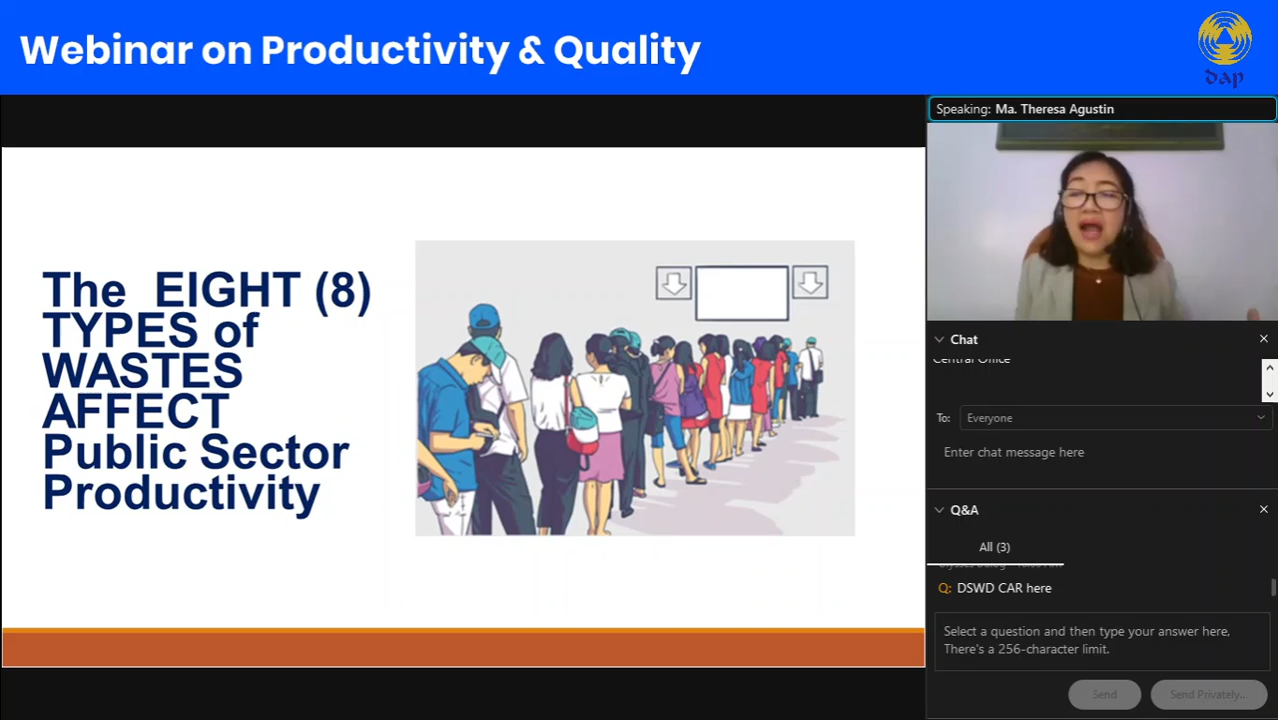 Webinar on Productivity & Quality
dap
Speaking: Ma. Theresa Agustin
The EIGHT (8)
TYPES of
WASTES
AFFECT
Public Sector
Productivity
Chat
Central Office
To: Everyone
Enter chat message here
Q&A
All (3)
Q: DSWD CAR here
Select a question and then type your answer here,
There's a 256-character limit.
Send
Send Privately...